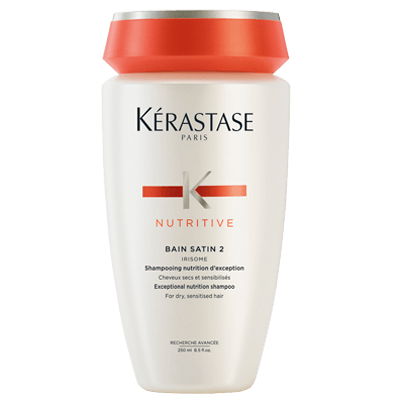 KÉRASTASE
PARIS
K
NUTRITIVE
BAIN SATIN 2
IRISOME
Shampooing nutrition d'exception
Cheveux secs et sensibilisés
Exceptional nutrition shampoo
For dry, sensitised hair
RECHERCHE AVANCÉE
250 ml 8.5 fl.oz.